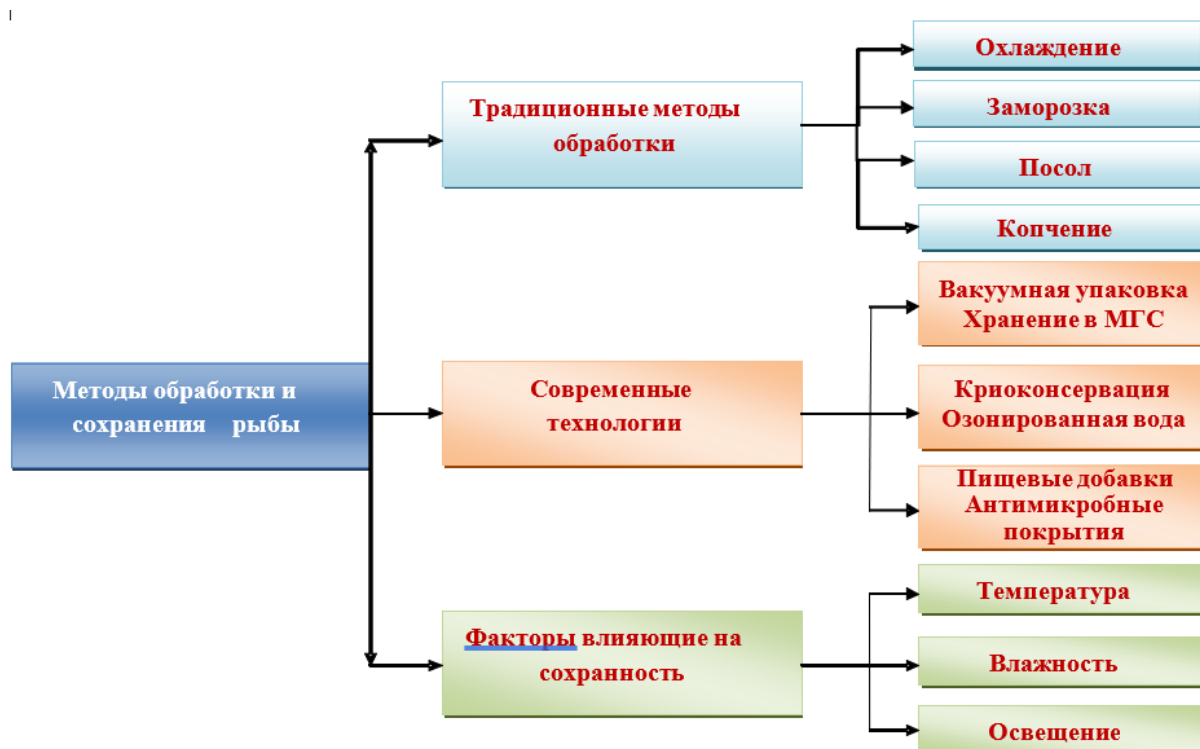 Методы обработки и
сохранения рыбы
Традиционные методы
обработки
Охлаждение
Заморозка
Посол
Копчение
Современные
технологии
Вакуумная упаковка
Хранение в МГС
Криоконсервация
Озонированная вода
Пищевые добавки
Антимикробные
покрытия
Факторы влияющие на
сохранность
Температура
Влажность
Освещение